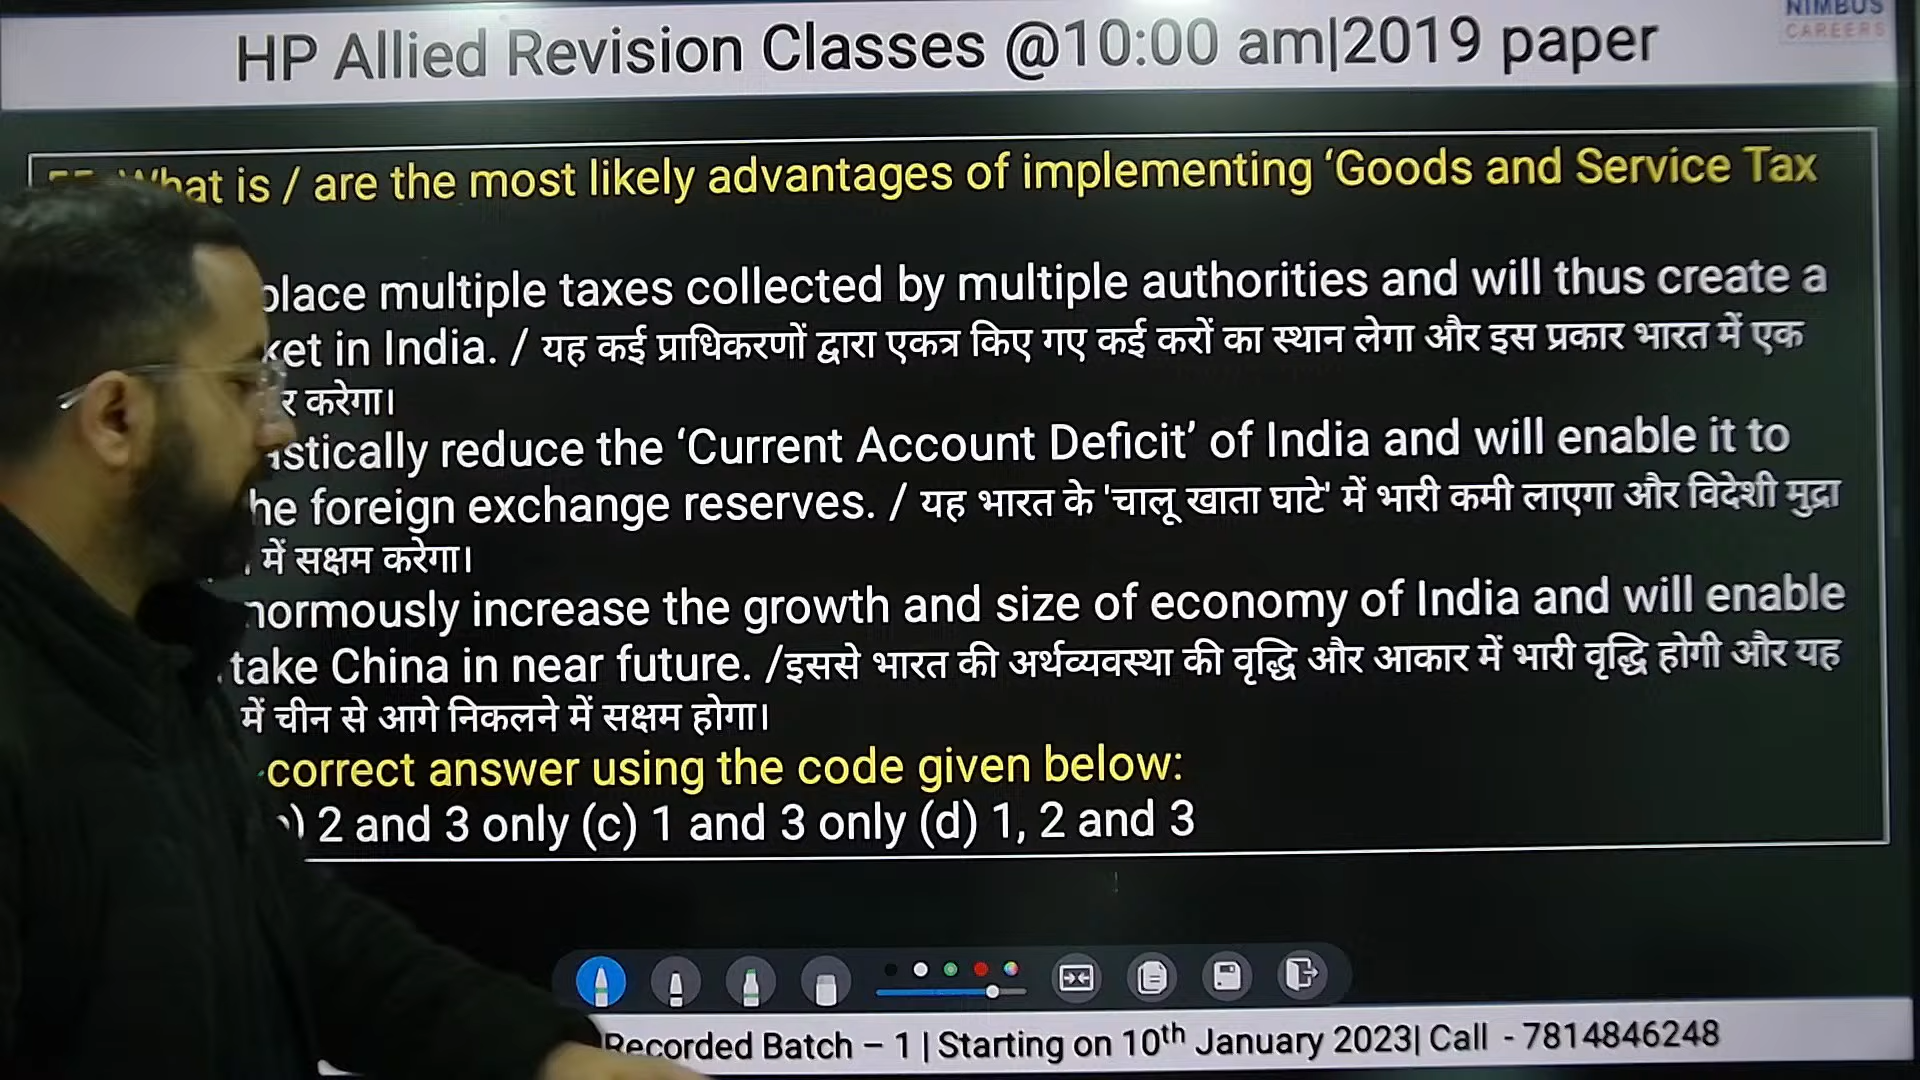 NIMBUS
CAREERS
HP Allied Revision Classes @10:00 am|2019 paper
What is / are the most likely advantages of implementing ‘Goods and Service Tax
multiple taxes collected by multiple authorities and will thus create a
in India. / यह कई प्राधिकरणों द्वारा एकत्र किए गए कई करों का स्थान लेगा और इस प्रकार भारत में एक
करेगा।
reduce the ‘Current Account Deficit’ of India and will enable it to
foreign exchange reserves. / यह भारत के 'चालू खाता घाटे' में भारी कमी लाएगा और विदेशी मुद्रा
में सक्षम करेगा।
increase the growth and size of economy of India and will enable
take China in near future. /इससे भारत की अर्थव्यवस्था की वृद्धि और आकार में भारी वृद्धि होगी और यह
में चीन से आगे निकलने में सक्षम होगा।
correct answer using the code given below:
) 2 and 3 only (c) 1 and 3 only (d) 1, 2 and 3
Recorded Batch – 1 | Starting on 10th January 2023| Call - 7814846248